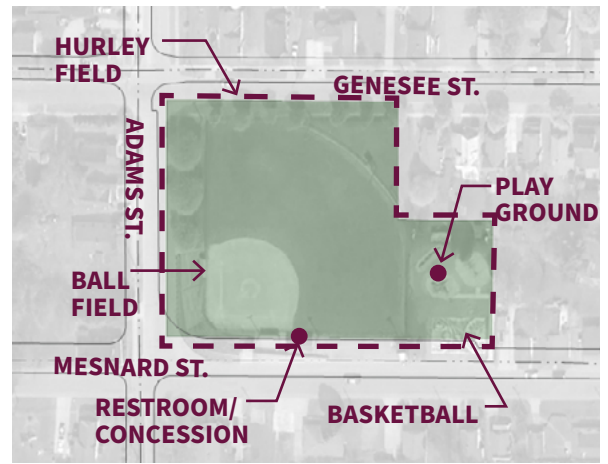 HURLEY
FIELD
GENESEE ST.
ADAMS ST.
PLAY
GROUND
BALL
FIELD
MESNARD ST.
RESTROOM/
CONCESSION
BASKETBALL